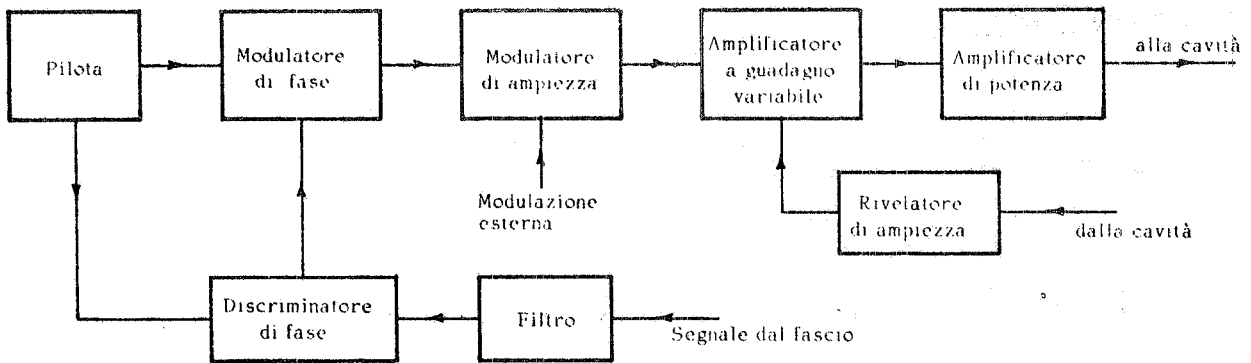 Pilota
Modulatore
di fase
Modulatore
di ampiezza
Amplificatore
a guadagno
variabile
Amplificatore
di potenza
alla cavità
Modulazione
esterna
Rivelatore
di ampiezza
dalla cavità
Discriminatore
di fase
Filtro
Segnale dal fascio